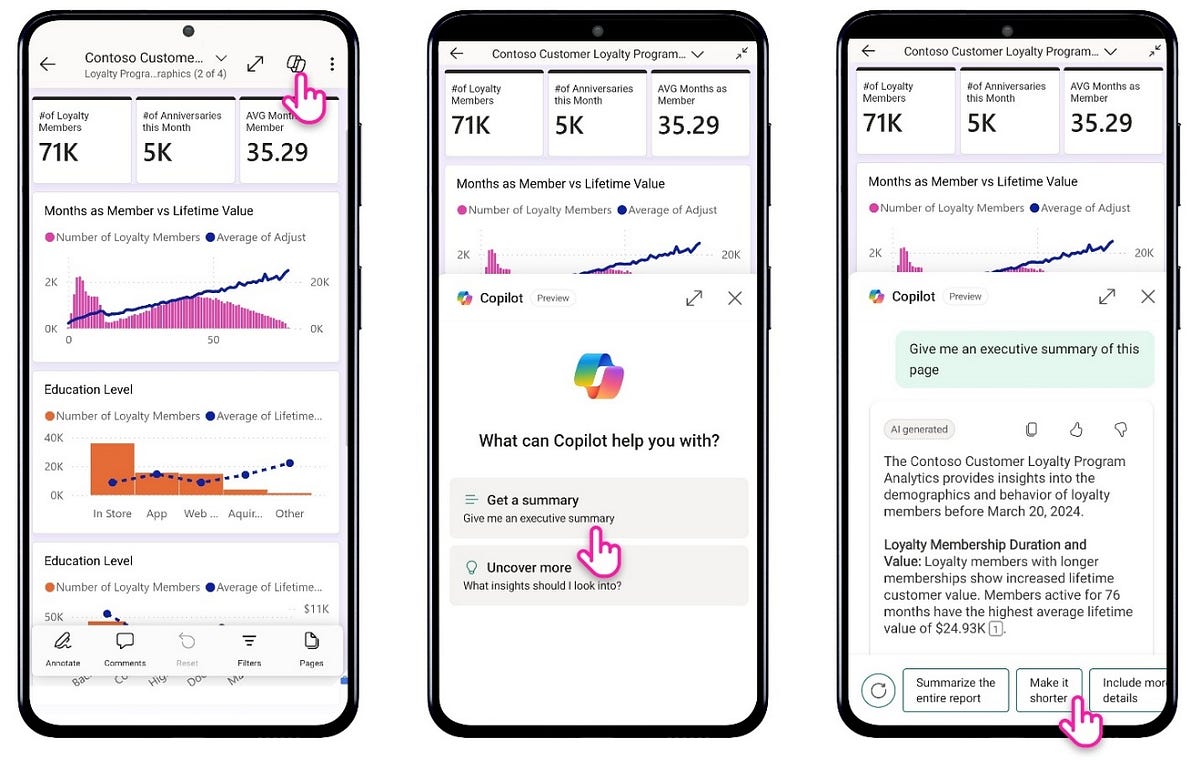 Contoso Custome...
Loyalty Progra...raphics (2 of 4)
#of Loyalty
Members
71K
#of Anniversaries
this Month
5K
AVG Mont
Member
35.29
Months as Member vs Lifetime Value
Number of Loyalty Members Average of Adjust
2K
0K
20K
0K
0 50
Education Level
Number of Loyalty Members Average of Lifetime...
40K
20K
0K
In Store App Web ... Aquir... Other
Education Level
Number of Loyalty Members Average of Lifetime...
50K
$11K
Annotate Comments Reset Filters Pages
Contoso Customer Loyalty Program...
#of Loyalty
Members
71K
#of Anniversaries
this Month
5K
AVG Months as
Member
35.29
Months as Member vs Lifetime Value
Number of Loyalty Members Average of Adjust
2K 20K
Copilot Preview
What can Copilot help you with?
Get a summary
Give me an executive summary
Uncover more
What insights should I look into?
Contoso Customer Loyalty Program...
#of Loyalty
Members
71K
#of Anniversaries
this Month
5K
AVG Months as
Member
35.29
Months as Member vs Lifetime Value
Number of Loyalty Members Average of Adjust
2K 20K
Copilot Preview
Give me an executive summary of this
page
AI generated
The Contoso Customer Loyalty Program
Analytics provides insights into the
demographics and behavior of loyalty
members before March 20, 2024.
Loyalty Membership Duration and
Value: Loyalty members with longer
memberships show increased lifetime
customer value. Members active for 76
months have the highest average lifetime
value of $24.93K 1.
Summarize the
entire report
Make it
shorter
Include mor
details